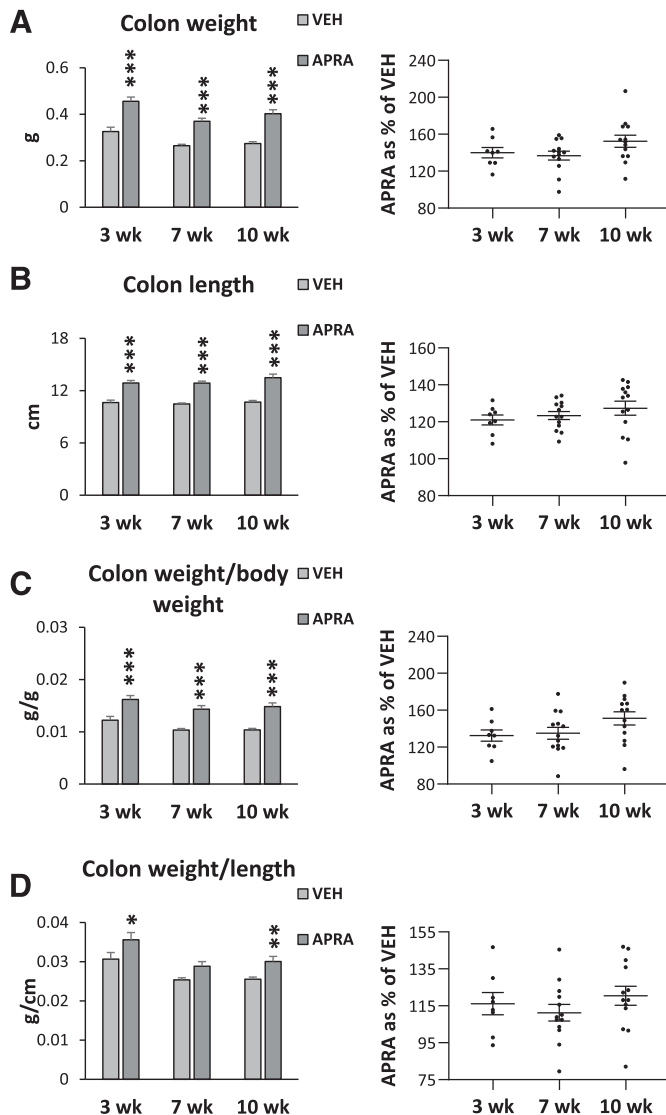 A
Colon weight
VEH
APRA
***
***
***
0.6
0.4
0.2
0
g
3 wk
7 wk
10 wk
APRA as % of VEH
240
200
160
120
80
3 wk
7 wk
10 wk
B
Colon length
VEH
APRA
***
***
***
18
12
6
0
cm
3 wk
7 wk
10 wk
APRA as % of VEH
160
140
120
100
80
3 wk
7 wk
10 wk
C
Colon weight/body
weight
VEH
APRA
***
***
***
0.03
0.02
0.01
0
g/g
3 wk
7 wk
10 wk
APRA as % of VEH
240
200
160
120
80
3 wk
7 wk
10 wk
D
Colon weight/length
VEH
APRA
*
**
0.04
0.03
0.02
0.01
0
g/cm
3 wk
7 wk
10 wk
APRA as % of VEH
155
135
115
95
75
3 wk
7 wk
10 wk